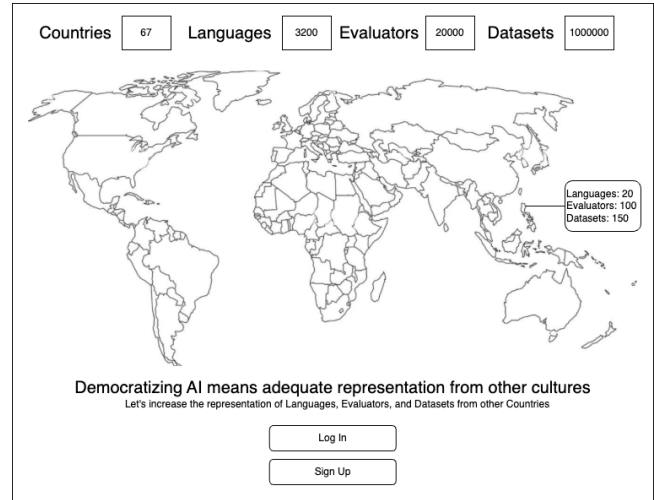 Countries 67 Languages 3200 Evaluators 20000 Datasets 1000000
Languages: 20
Evaluators: 100
Datasets: 150
Democratizing AI means adequate representation from other cultures
Let's increase the representation of Languages, Evaluators, and Datasets from other Countries
Log In
Sign Up